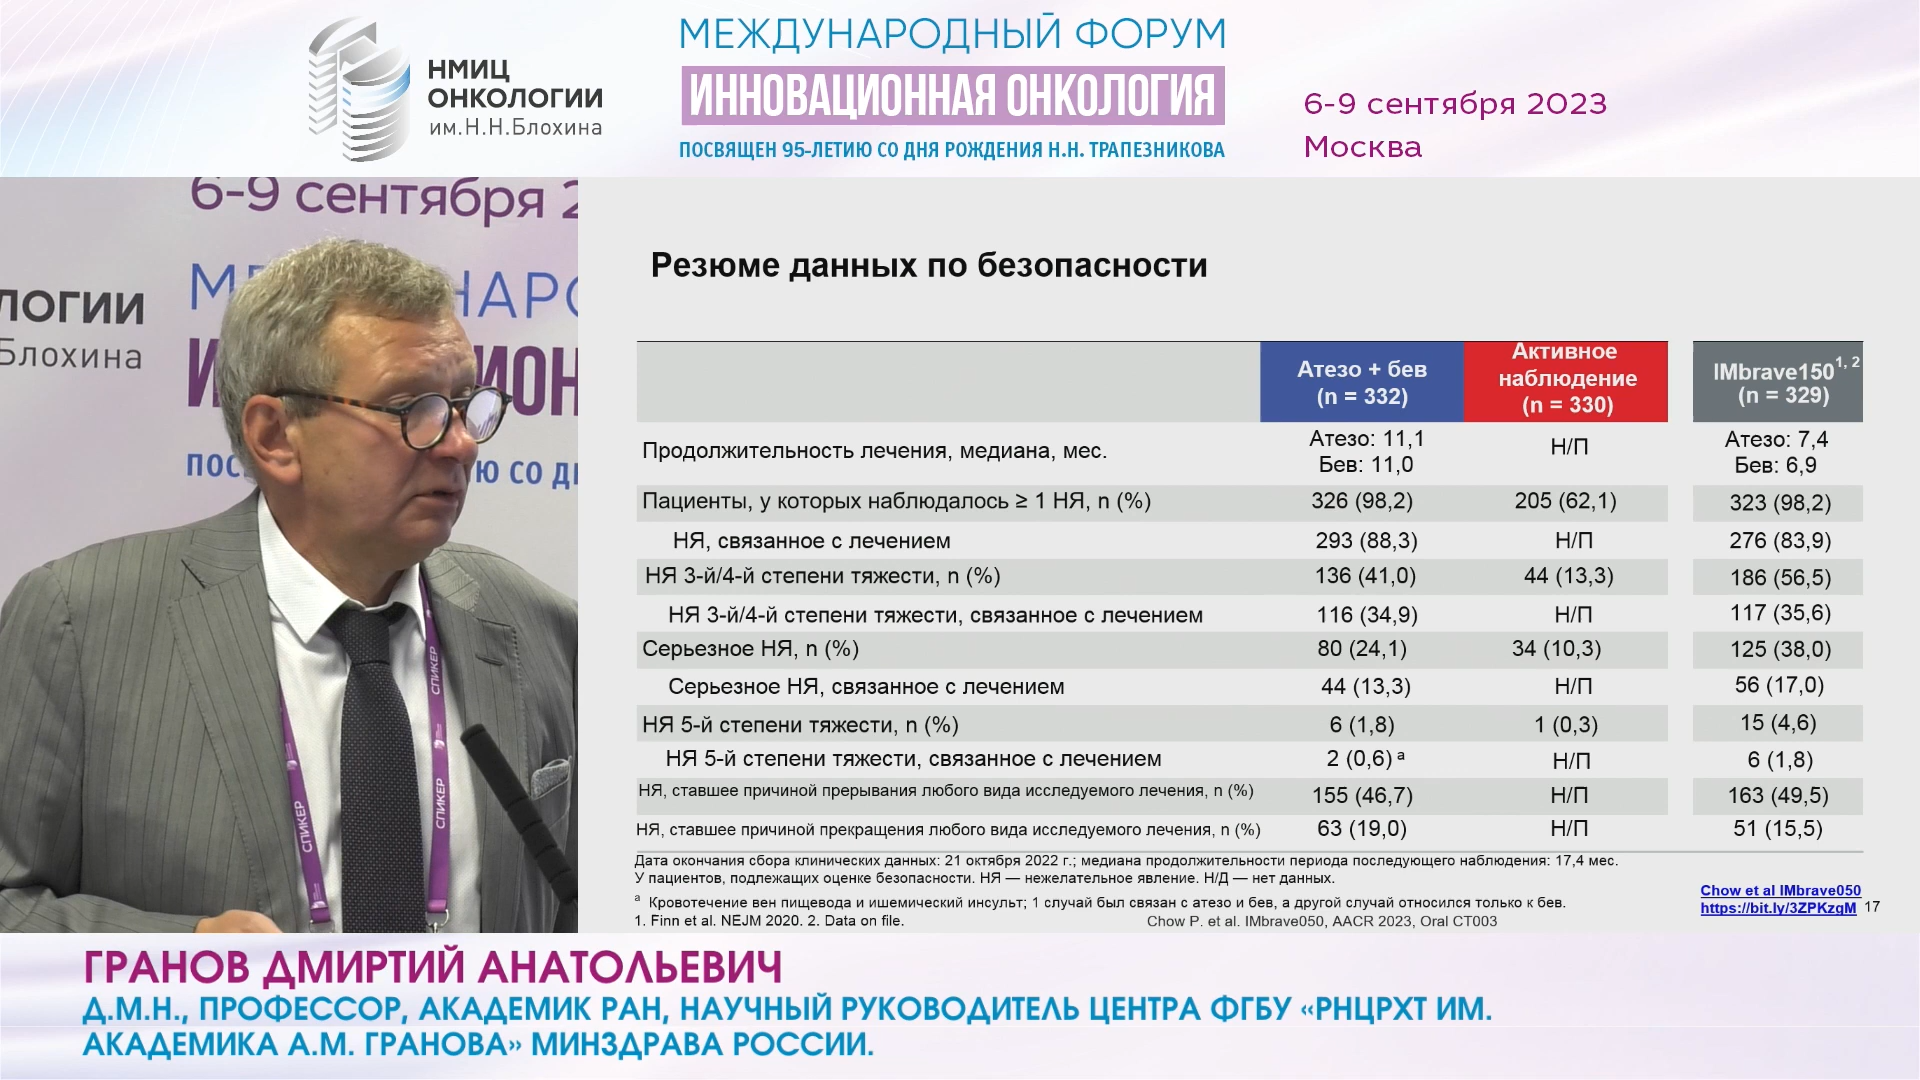 НМИЦ
ОНКОЛОГИИ
им.Н.Н.Блохина
МЕЖДУНАРОДНЫЙ ФОРУМ
ИННОВАЦИОННАЯ ОНКОЛОГИЯ
ПОСВЯЩЕН 95-ЛЕТИЮ СО ДНЯ РОЖДЕНИЯ Н.Н. ТРАПЕЗНИКОВА
6-9 сентября 2023
Москва
6-9 сентября 2
ЛОГИИ
Блохина
М НАРО
И ИОН
ПОС Ю СО ДН
СПИКЕР
СПИКЕР
СПИКЕР
Резюме данных по безопасности
Атезо + бев (n = 332) Активное наблюдение (n = 330) IMbrave150 1, 2 (n = 329)
Продолжительность лечения, медиана, мес. Атезо: 11,1 Бев: 11,0 Н/П Атезо: 7,4 Бев: 6,9
Пациенты, у которых наблюдалось ≥ 1 НЯ, n (%) 326 (98,2) 205 (62,1) 323 (98,2)
НЯ, связанное с лечением 293 (88,3) Н/П 276 (83,9)
НЯ 3-й/4-й степени тяжести, n (%) 136 (41,0) 44 (13,3) 186 (56,5)
НЯ 3-й/4-й степени тяжести, связанное с лечением 116 (34,9) Н/П 117 (35,6)
Серьезное НЯ, n (%) 80 (24,1) 34 (10,3) 125 (38,0)
Серьезное НЯ, связанное с лечением 44 (13,3) Н/П 56 (17,0)
НЯ 5-й степени тяжести, n (%) 6 (1,8) 1 (0,3) 15 (4,6)
НЯ 5-й степени тяжести, связанное с лечением 2 (0,6) a Н/П 6 (1,8)
НЯ, ставшее причиной прерывания любого вида исследуемого лечения, n (%) 155 (46,7) Н/П 163 (49,5)
НЯ, ставшее причиной прекращения любого вида исследуемого лечения, n (%) 63 (19,0) Н/П 51 (15,5)
Дата окончания сбора клинических данных: 21 октября 2022 г.; медиана продолжительности периода последующего наблюдения: 17,4 мес.
У пациентов, подлежащих оценке безопасности. НЯ — нежелательное явление. Н/Д — нет данных.
a Кровотечение вен пищевода и ишемический инсульт; 1 случай был связан с атезо и бев, а другой случай относился только к бев.
1. Finn et al. NEJM 2020. 2. Data on file.
Chow P. et al. IMbrave050, AACR 2023, Oral CT003
Chow et al IMbrave050
https://bit.ly/3ZPKzgM 17
ГРАНОВ ДМИРТИЙ АНАТОЛЬЕВИЧ
Д.М.Н., ПРОФЕССОР, АКАДЕМИК РАН, НАУЧНЫЙ РУКОВОДИТЕЛЬ ЦЕНТРА ФГБУ «РНЦРХТ ИМ.
АКАДЕМИКА А.М. ГРАНОВА» МИНЗДРАВА РОССИИ.